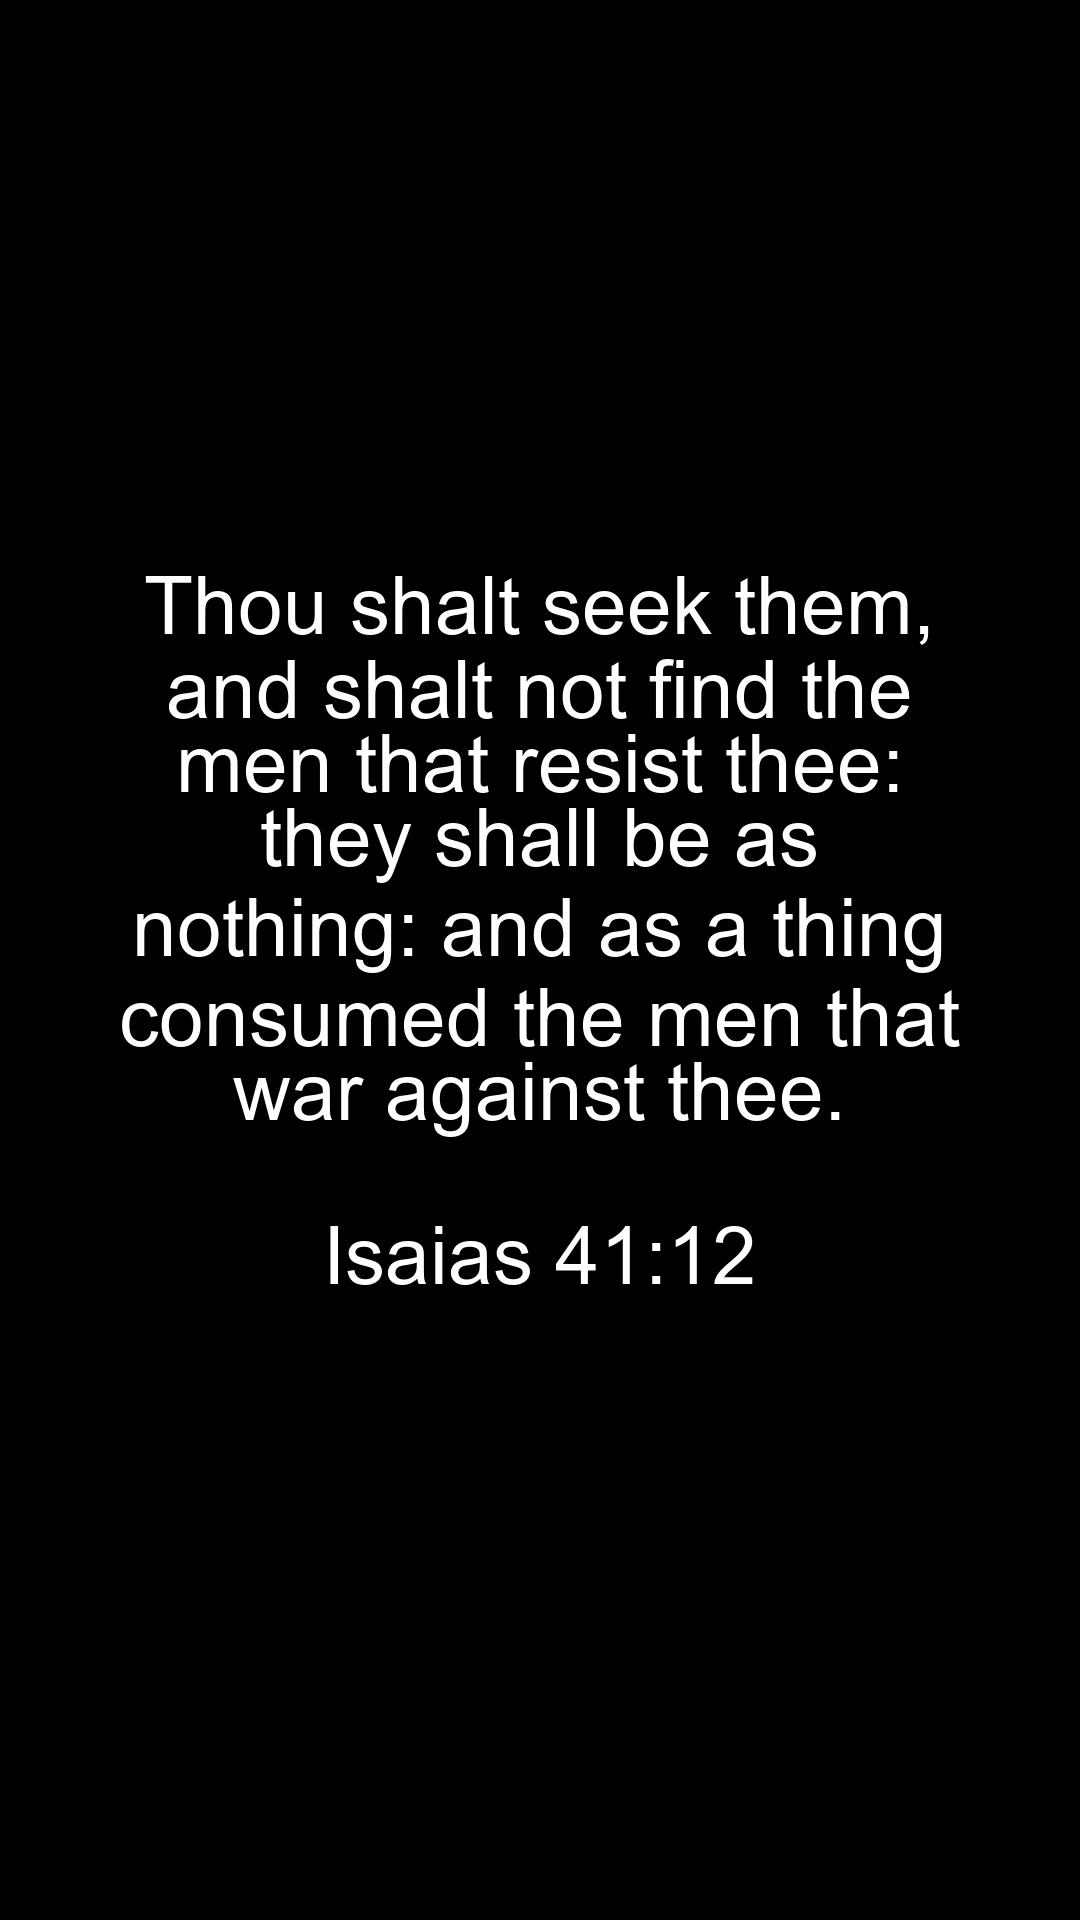 Thou shalt seek them,
and shalt not find the
men that resist thee:
they shall be as
nothing: and as a thing
consumed the men that
war against thee.
Isaias 41:12